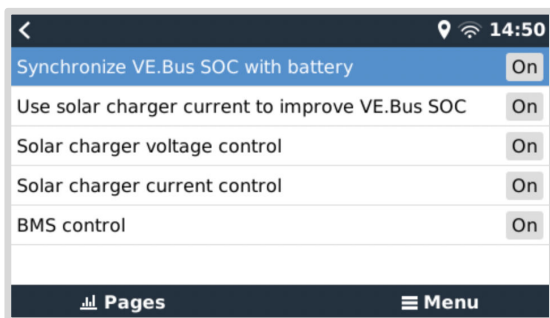 14:50
Synchronize VE.Bus SOC with battery On
Use solar charger current to improve VE.Bus SOC On
Solar charger voltage control On
Solar charger current control On
BMS control On
Pages Menu